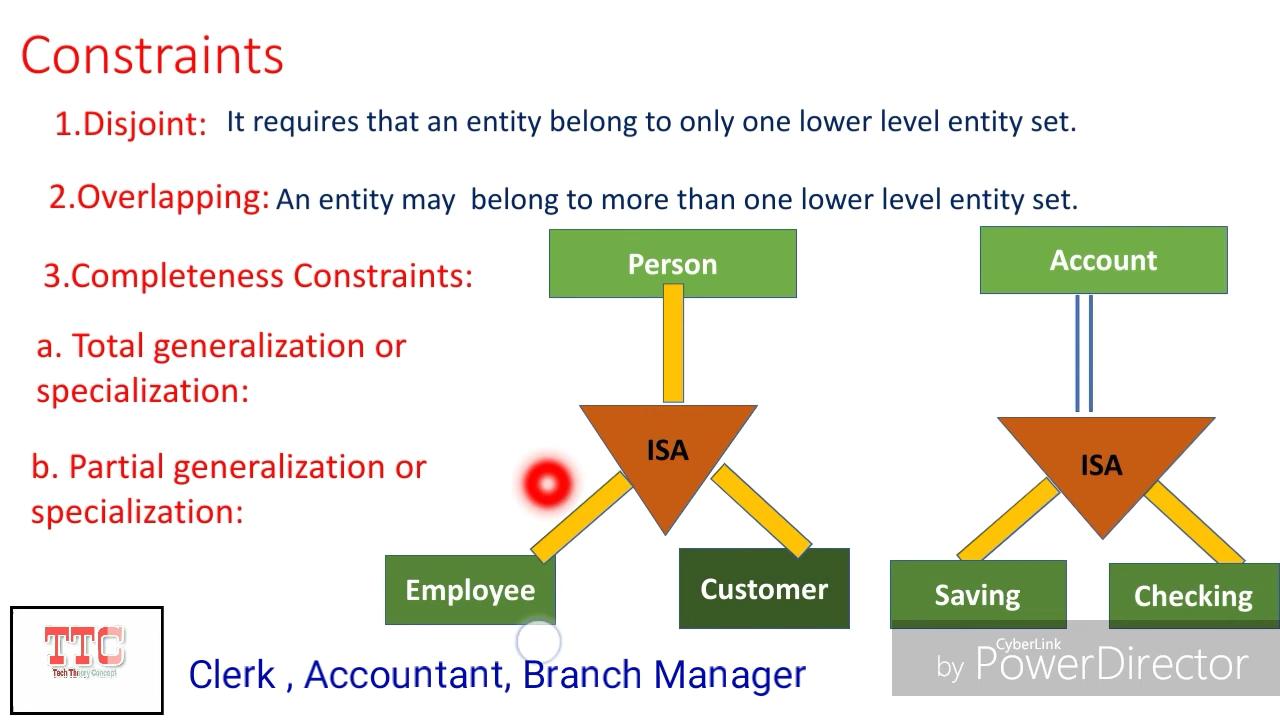 Constraints
1.Disjoint: It requires that an entity belong to only one lower level entity set.
2.Overlapping: An entity may belong to more than one lower level entity set.
3.Completeness Constraints:
a. Total generalization or
specialization:
b. Partial generalization or
specialization:
Person
ISA
Employee
Customer
Account
ISA
Saving
Checking
Clerk , Accountant, Branch Manager
TTC
Tech Theory Concept
CyberLink
by PowerDirector